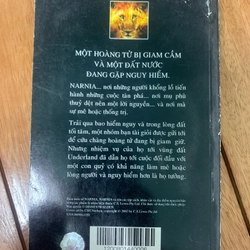 MỘT HOÀNG TỬ BỊ GIAM CẦM
VÀ MỘT ĐẤT NƯỚC
ĐANG GẶP NGUY HIỂM.
NARNIA... nơi những người khổng lồ tiến
hành những cuộc tàn phá... nơi mụ phù
thuỷ dệt nên một lời nguyền... và nơi mà
sự mê hoặc thống trị.
Trải qua bao hiểm nguy và trong lòng đất
tối tăm, một nhóm bạn tài giỏi được gửi tới để
cứu chàng hoàng tử đang bị giam giữ.
Nhưng nhiệm vụ của họ tới vùng đất
Underland đã dẫn họ tới cuộc đối đầu với
một con quỷ có khả năng làm mê hoặc
lòng người và nguy hiểm hơn là họ tưởng.